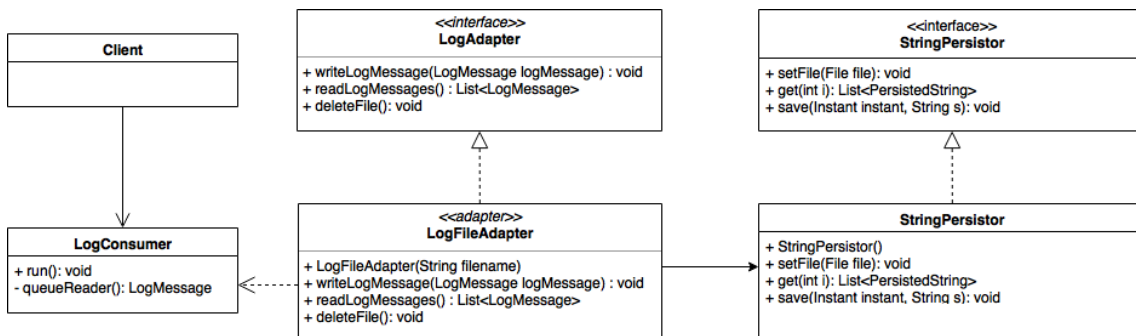 Client
<<interface>>
LogAdapter
+ writeLogMessage(LogMessage logMessage) : void
+ readLogMessages() : List<LogMessage>
+ deleteFile(): void
<<interface>>
StringPersistor
+ setFile(File file): void
+ get(int i): List<PersistedString>
+ save(Instant instant, String s): void
LogConsumer
+ run(): void
- queueReader(): LogMessage
<<adapter>>
LogFileAdapter
+ LogFileAdapter(String filename)
+ writeLogMessage(LogMessage logMessage) : void
+ readLogMessages() : List<LogMessage>
+ deleteFile(): void
StringPersistor
+ StringPersistor()
+ setFile(File file): void
+ get(int i): List<PersistedString>
+ save(Instant instant, String s): void